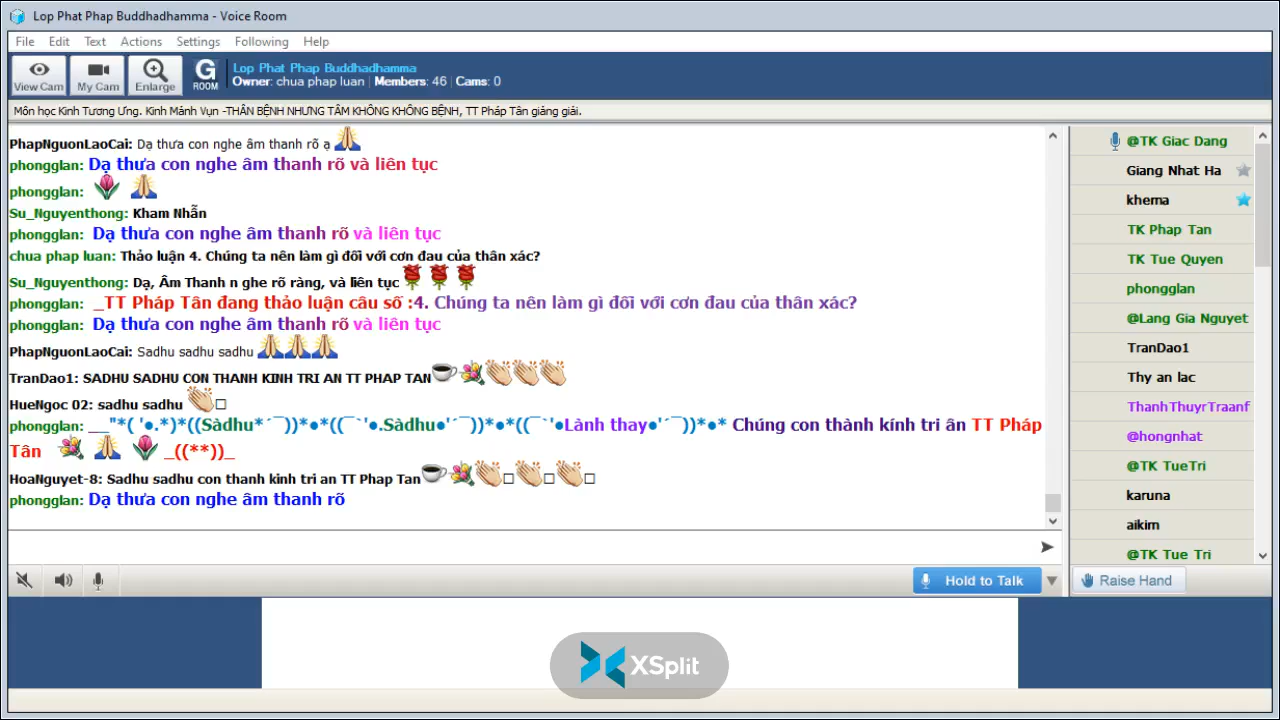 Lop Phat Phap Buddhadhamma - Voice Room
File Edit Text Actions Settings Following Help
View Cam My Cam Enlarge G ROOM
Lop Phat Phap Buddhadhamma
Owner: chua phap luan | Members: 46 | Cams: 0
Môn học Kinh Tương Ưng. Kinh Mảnh Vụn -THÂN BỆNH NHƯNG TÂM KHÔNG KHÔNG BỆNH, TT Pháp Tân giảng giải.
PhapNguonLaoCai: Dạ thưa con nghe âm thanh rõ ạ
phongglan: Dạ thưa con nghe âm thanh rõ và liên tục
phongglan:
Su_Nguyenthong: Kham Nhẫn
phongglan: Dạ thưa con nghe âm thanh rõ và liên tục
chua phap luan: Thảo luận 4. Chúng ta nên làm gì đối với cơn đau của thân xác?
Su_Nguyenthong: Dạ, Âm Thanh n ghe rõ ràng, và liên tục
phongglan: _TT Pháp Tân đang thảo luận câu số :4. Chúng ta nên làm gì đối với cơn đau của thân xác?
phongglan: Dạ thưa con nghe âm thanh rõ và liên tục
PhapNguonLaoCai: Sadhu sadhu sadhu
TranDao1: SADHU SADHU CON THANH KINH TRI AN TT PHAP TAN
HueNgoc 02: sadhu sadhu
phongglan: __"*( '●.*)*((Sàdhu*´¯))*●*((¯`'●.Sàdhu●'´¯))*●*((¯`'●Lành thay●'´¯))*●* Chúng con thành kính tri ân TT Pháp
Tân _((**))_
HoaNguyet-8: Sadhu sadhu con thanh kinh tri an TT Phap Tan
phongglan: Dạ thưa con nghe âm thanh rõ
Hold to Talk
@TK Giac Dang
Giang Nhat Ha
khema
TK Phap Tan
TK Tue Quyen
phongglan
@Lang Gia Nguyet
TranDao1
Thy an lac
ThanhThuyrTraanf
@hongnhat
@TK TueTri
karuna
aikim
@TK Tue Tri
Raise Hand
XSplit